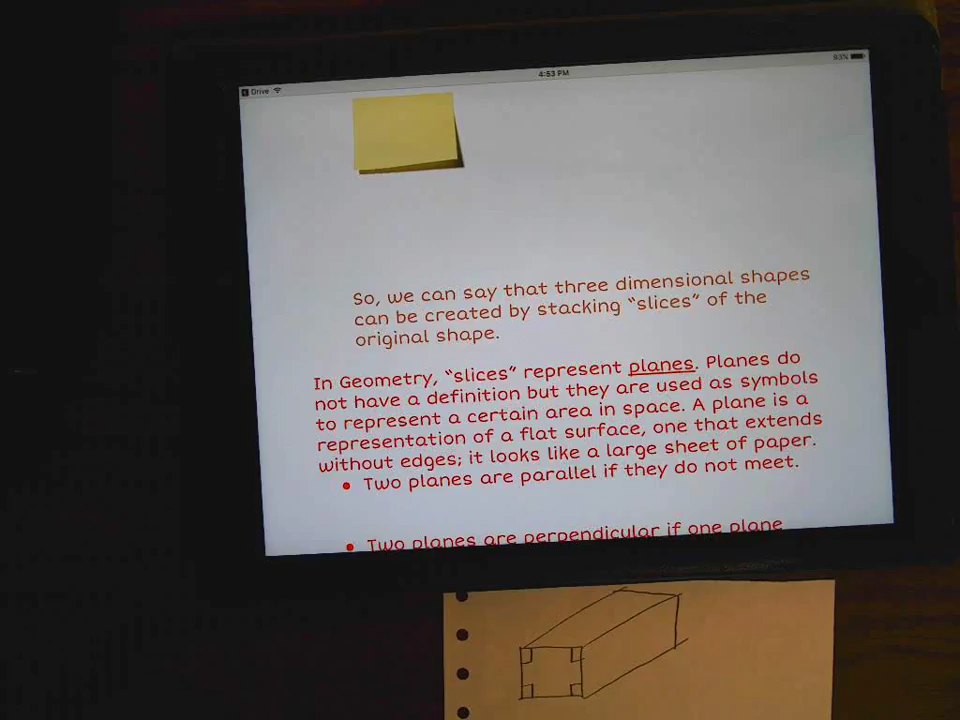 Drive
4:53 PM
93%
So, we can say that three dimensional shapes
can be created by stacking “slices” of the
original shape.
In Geometry, “slices” represent planes. Planes do
not have a definition but they are used as symbols
to represent a certain area in space. A plane is a
representation of a flat surface, one that extends
without edges; it looks like a large sheet of paper.
• Two planes are parallel if they do not meet.
• Two planes are perpendicular if one plane